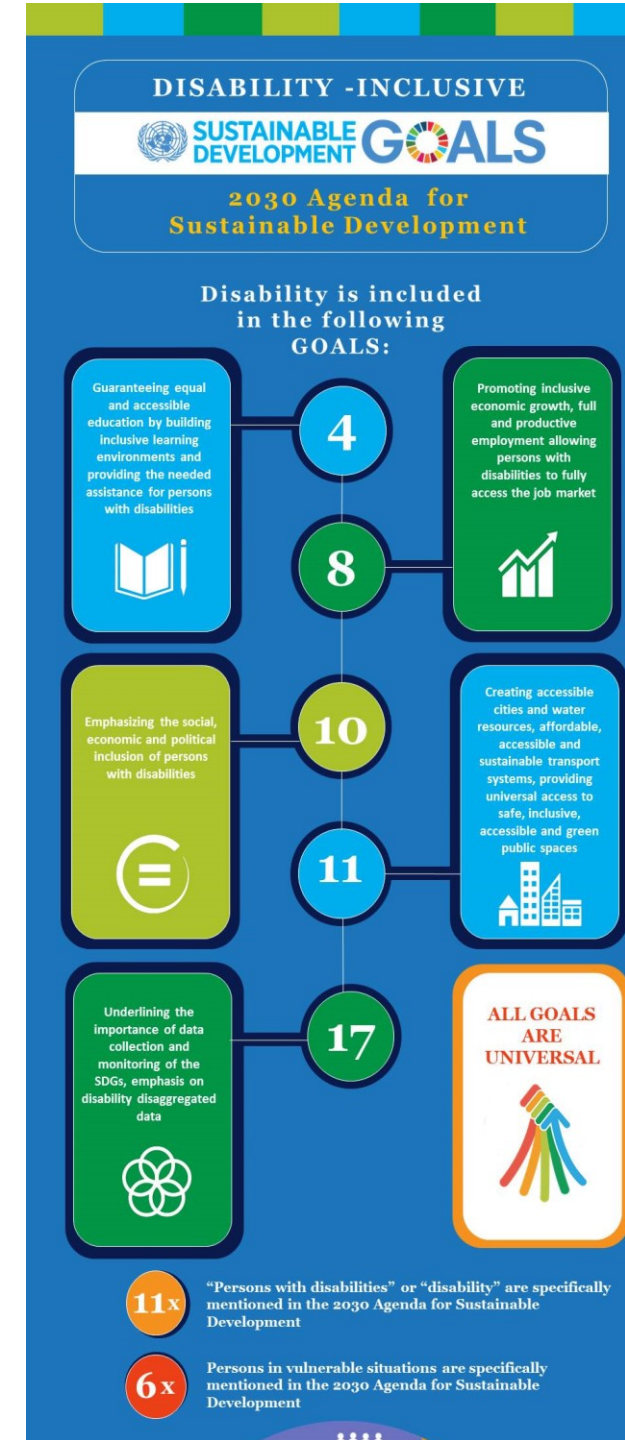 DISABILITY -INCLUSIVE
SUSTAINABLE
DEVELOPMENT
GOALS
2030 Agenda for
Sustainable Development
Disability is included
in the following
GOALS:
Guaranteeing equal
and accessible
education by building
inclusive learning
environments and
providing the needed
assistance for persons
with disabilities
4
Promoting inclusive
economic growth, full
and productive
employment allowing
persons with
disabilities to fully
access the job market
8
Emphasizing the social,
economic and political
inclusion of persons
with disabilities
10
Creating accessible
cities and water
resources, affordable,
accessible and
sustainable transport
systems, providing
universal access to
safe, inclusive,
accessible and green
public spaces
11
Underlining the
importance of data
collection and
monitoring of the
SDGs, emphasis on
disability disaggregated
data
17
ALL GOALS
ARE
UNIVERSAL
11x
“Persons with disabilities” or “disability” are specifically
mentioned in the 2030 Agenda for Sustainable
Development
6x
Persons in vulnerable situations are specifically
mentioned in the 2030 Agenda for Sustainable
Development